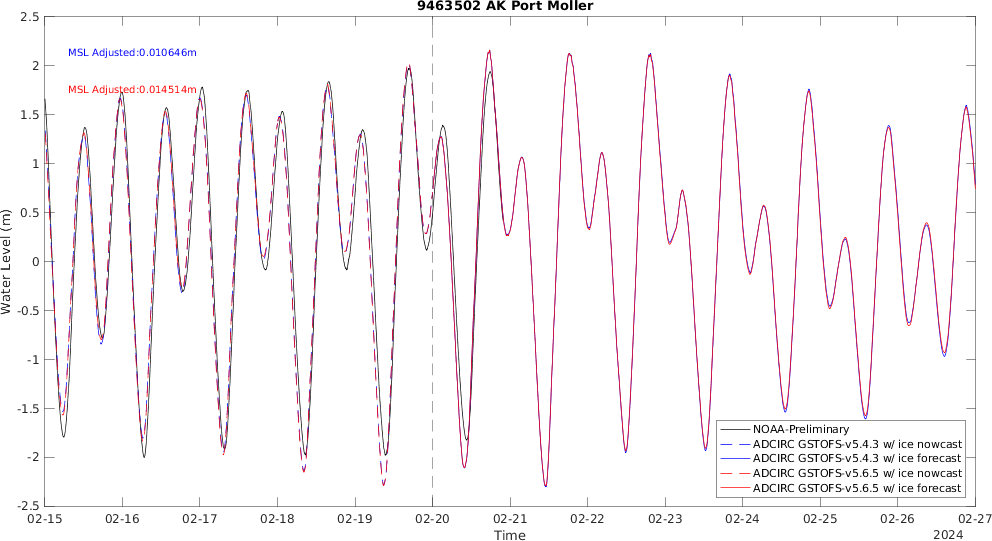 9463502 AK Port Moller
MSL Adjusted:0.010646m
MSL Adjusted:0.014514m
Water Level (m)
2.5
2
1.5
1
0.5
0
-0.5
-1
-1.5
-2
-2.5
NOAA-Preliminary
ADCIRC GSTOFS-v5.4.3 w/ ice nowcast
ADCIRC GSTOFS-v5.4.3 w/ ice forecast
ADCIRC GSTOFS-v5.6.5 w/ ice nowcast
ADCIRC GSTOFS-v5.6.5 w/ ice forecast
02-15 02-16 02-17 02-18 02-19 02-20 02-21 02-22 02-23 02-24 02-25 02-26 02-27
Time
2024